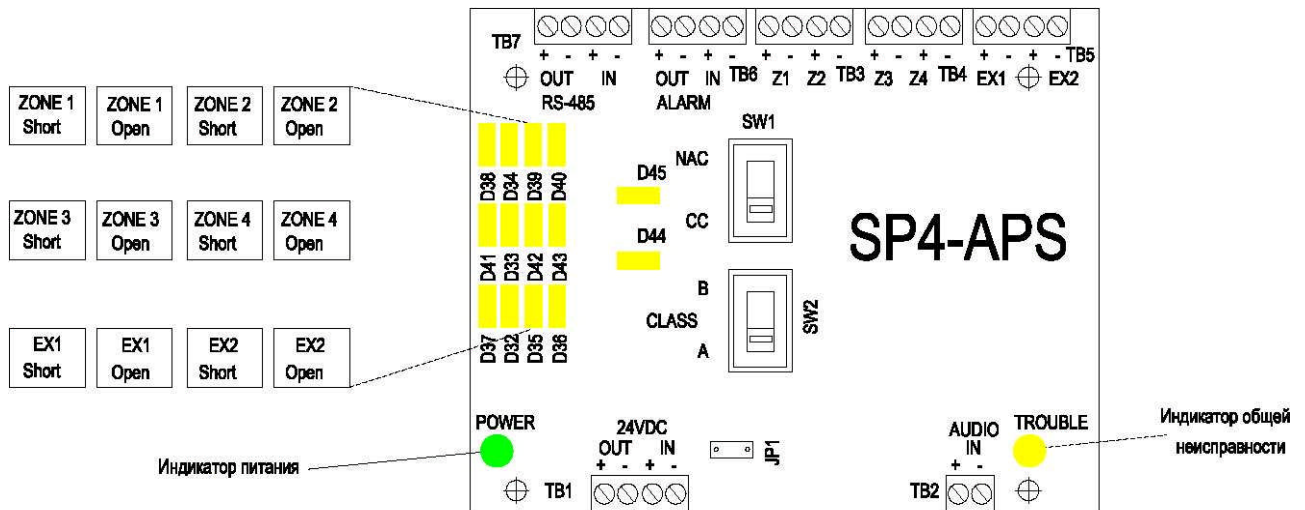 TB7
+ - + -
OUT IN
RS-485
+ - + -
OUT IN
ALARM
TB6
+ - + -
Z1 Z2
TB3
+ - + -
Z3 Z4
TB4
+ - + -
EX1 EX2
TB5
ZONE 1
Short
ZONE 1
Open
ZONE 2
Short
ZONE 2
Open
ZONE 3
Short
ZONE 3
Open
ZONE 4
Short
ZONE 4
Open
EX1
Short
EX1
Open
EX2
Short
EX2
Open
D38
D34
D39
D40
D41
D33
D42
D43
D37
D32
D35
D36
D45
D44
SW1
NAC
CC
B
CLASS
A
SW2
SP4-APS
POWER
Индикатор питания
24VDC
OUT IN
+ - + -
TB1
JP1
AUDIO
IN
+ -
TB2
TROUBLE
Индикатор общей
неисправности